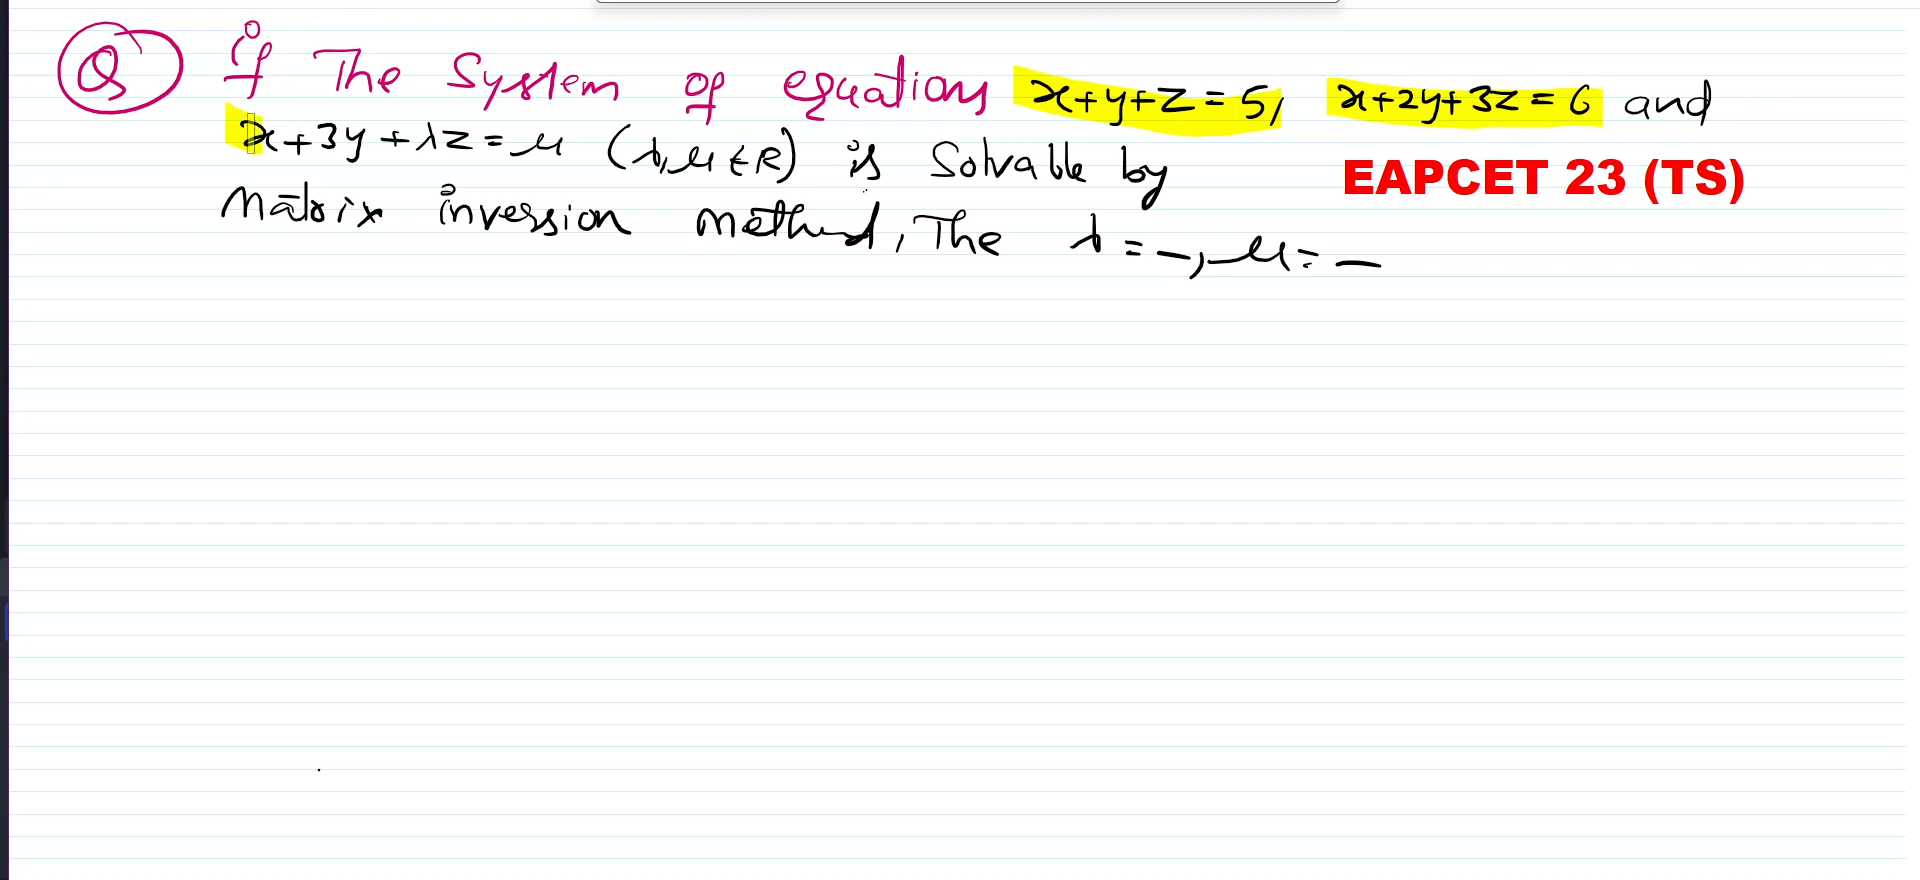 Q If The System of equations x+y+z=5, x+2y+3z=6 and
x+3y+λz=μ (λ,μ∈R) is Solvable by
EAPCET 23 (TS)
Matrix inversion method, The λ=–, μ=–